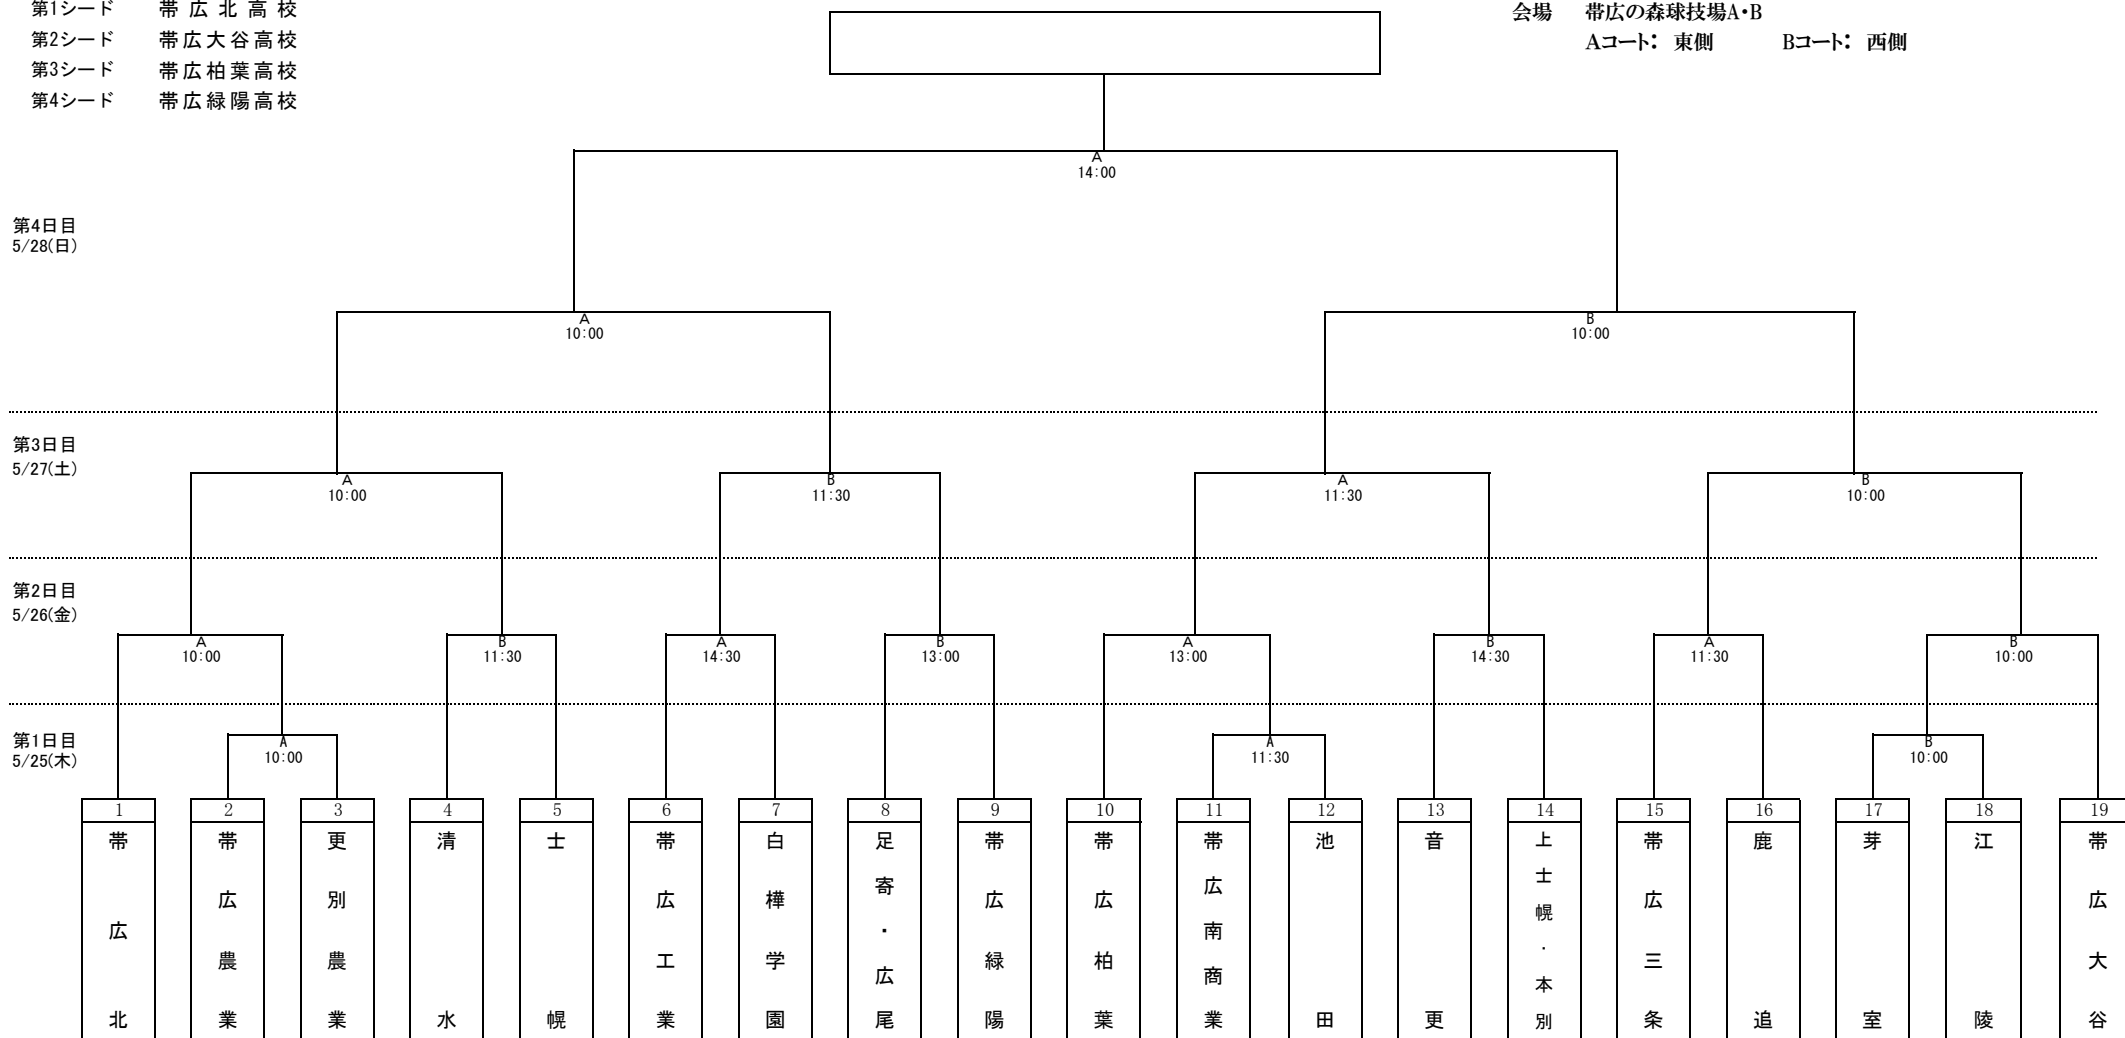 第1シード 帯広北高校
第2シード 帯広大谷高校
第3シード 帯広柏葉高校
第4シード 帯広緑陽高校
会場 帯広の森球技場A・B
Aコート： 東側 Bコート： 西側
A
14:00
第4日目
5/28(日)
A
10:00
B
10:00
第3日目
5/27(土)
A
10:00
B
11:30
A
11:30
B
10:00
第2日目
5/26(金)
A
10:00
B
11:30
A
14:30
B
13:00
A
13:00
B
14:30
A
11:30
B
10:00
第1日目
5/25(木)
A
10:00
A
11:30
B
10:00
1
帯広北
2
帯広農業
3
更別農業
4
清水
5
士幌
6
帯広工業
7
白樺学園
8
足寄・広尾
9
帯広緑陽
10
帯広柏葉
11
帯広南商業
12
池田
13
音更
14
上士幌・本別
15
帯広三条
16
鹿追
17
芽室
18
江陵
19
帯広大谷